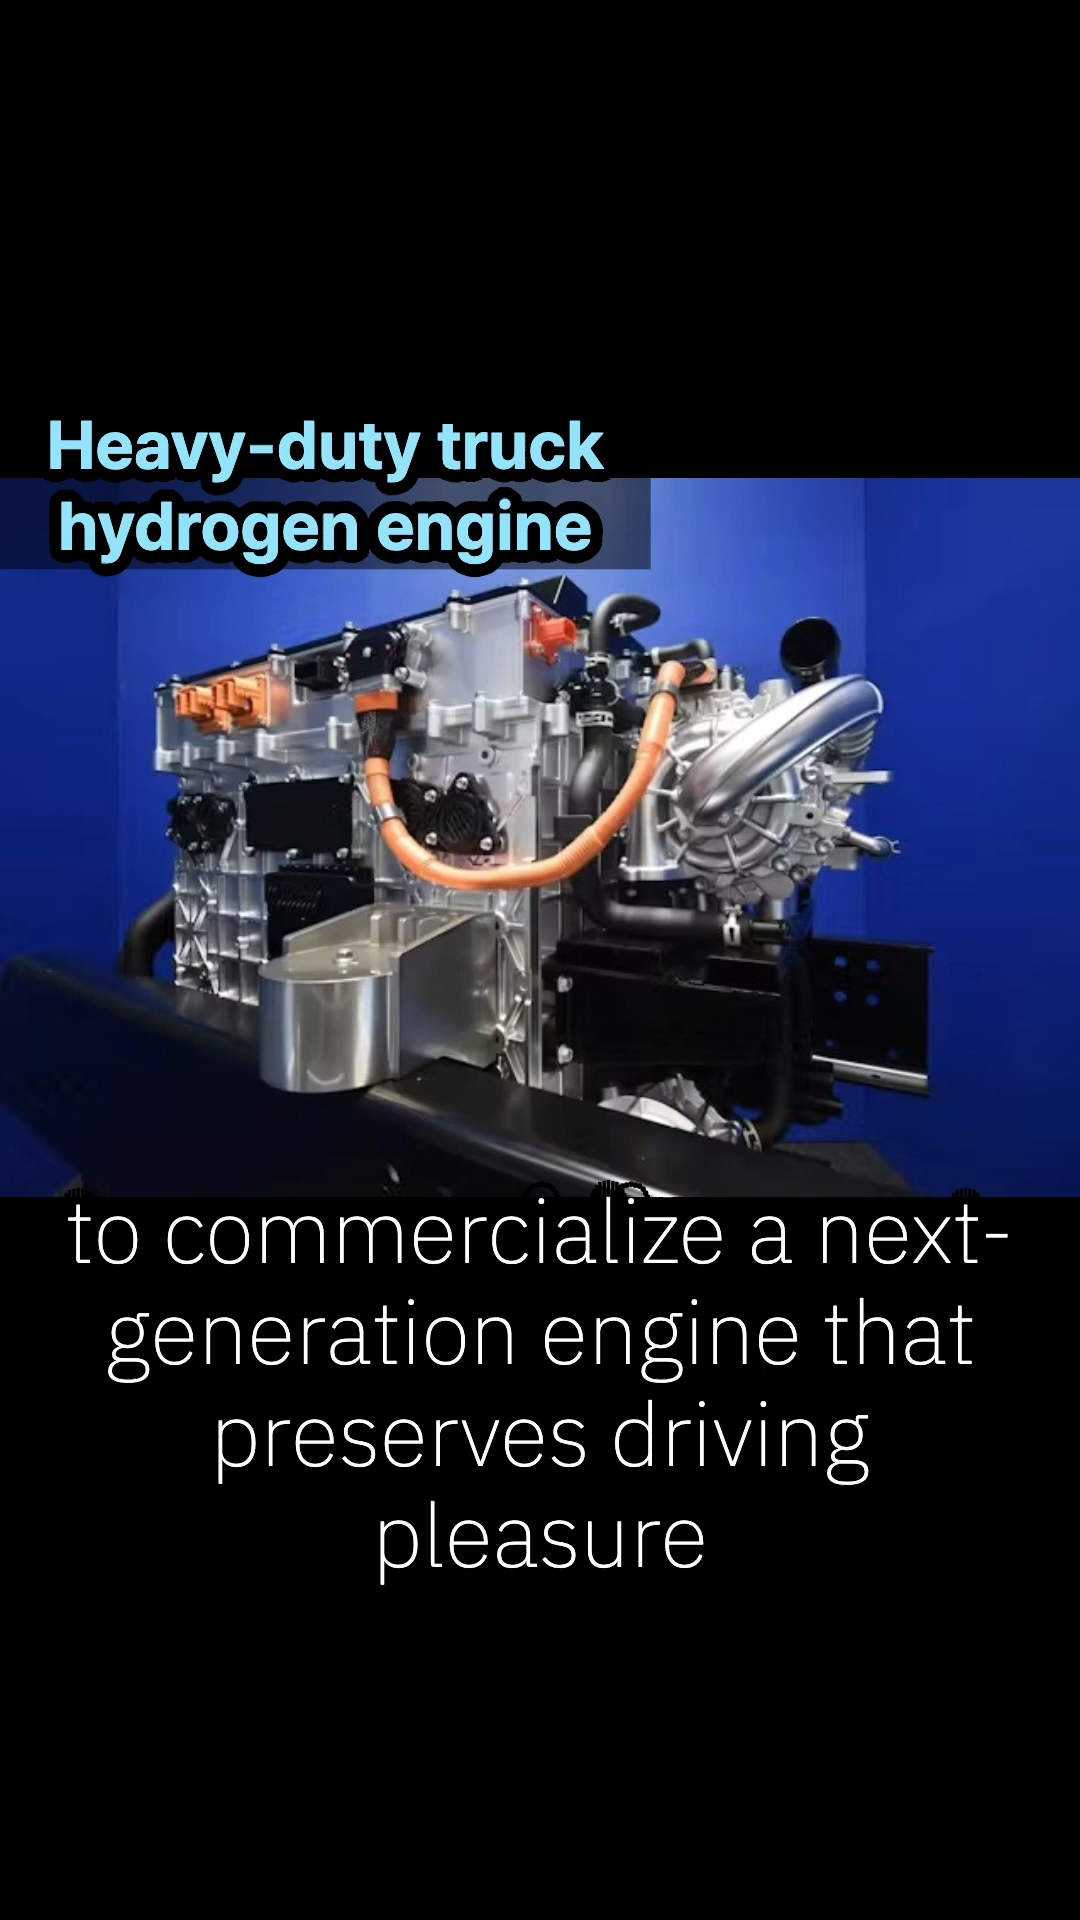 Heavy-duty truck
hydrogen engine
to commercialize a next-
generation engine that
preserves driving
pleasure